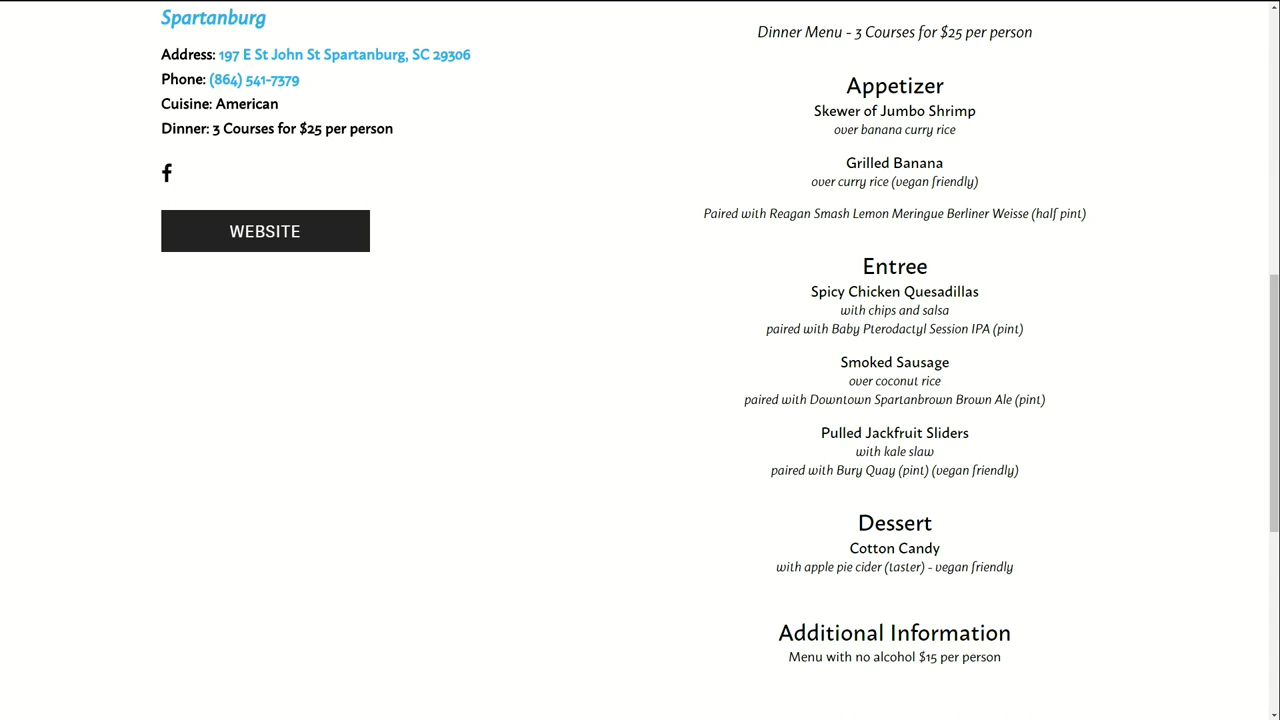 Spartanburg
Address: 197 E St John St Spartanburg, SC 29306
Phone: (864) 541-7379
Cuisine: American
Dinner: 3 Courses for $25 per person
WEBSITE
Dinner Menu - 3 Courses for $25 per person
Appetizer
Skewer of Jumbo Shrimp
over banana curry rice
Grilled Banana
over curry rice (vegan friendly)
Paired with Reagan Smash Lemon Meringue Berliner Weisse (half pint)
Entree
Spicy Chicken Quesadillas
with chips and salsa
paired with Baby Pterodactyl Session IPA (pint)
Smoked Sausage
over coconut rice
paired with Downtown Spartanbrown Brown Ale (pint)
Pulled Jackfruit Sliders
with kale slaw
paired with Bury Quay (pint) (vegan friendly)
Dessert
Cotton Candy
with apple pie cider (taster) - vegan friendly
Additional Information
Menu with no alcohol $15 per person